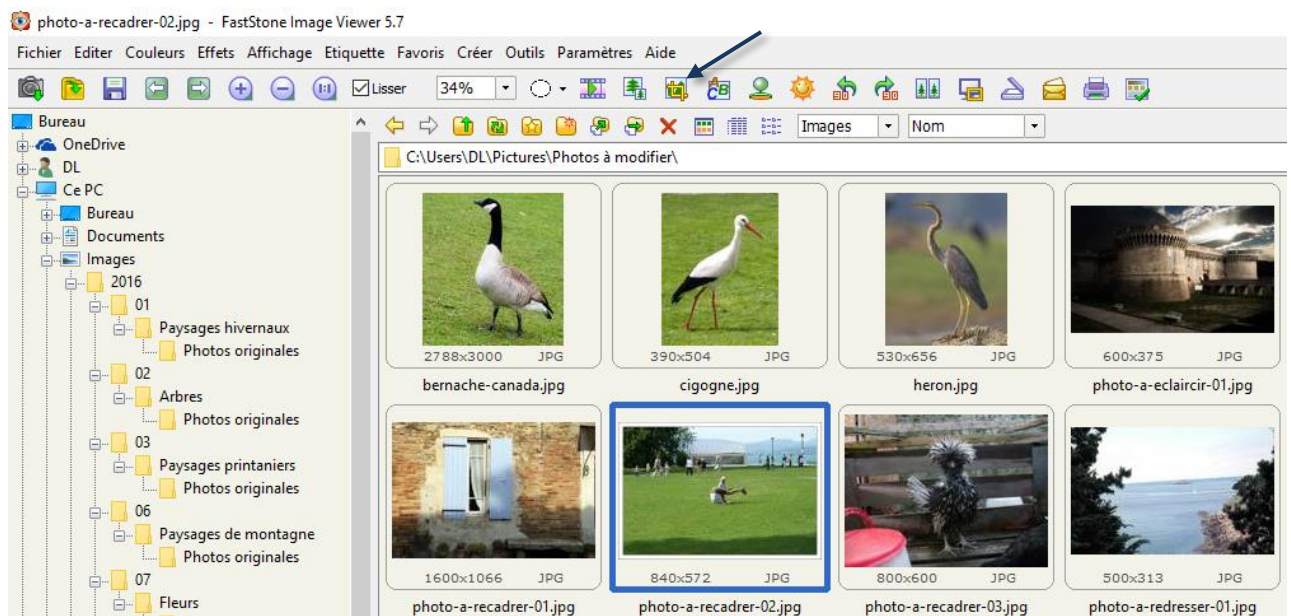 photo-a-recadrer-02.jpg - FastStone Image Viewer 5.7
Fichier Editer Couleurs Effets Affichage Etiquette Favoris Créer Outils Paramètres Aide
1:1 Lisser 34% CB
Bureau
OneDrive
DL
Ce PC
Bureau
Documents
Images
2016
01
Paysages hivernaux
Photos originales
02
Arbres
Photos originales
03
Paysages printaniers
Photos originales
06
Paysages de montagne
Photos originales
07
Fleurs
Images Nom
C:\Users\DL\Pictures\Photos à modifier\
2788x3000 JPG 390x504 JPG 530x656 JPG 600x375 JPG
bernache-canada.jpg cigogne.jpg heron.jpg photo-a-eclaircir-01.jpg
1600x1066 JPG 840x572 JPG 800x600 JPG 500x313 JPG
photo-a-recadrer-01.jpg photo-a-recadrer-02.jpg photo-a-recadrer-03.jpg photo-a-redresser-01.jpg